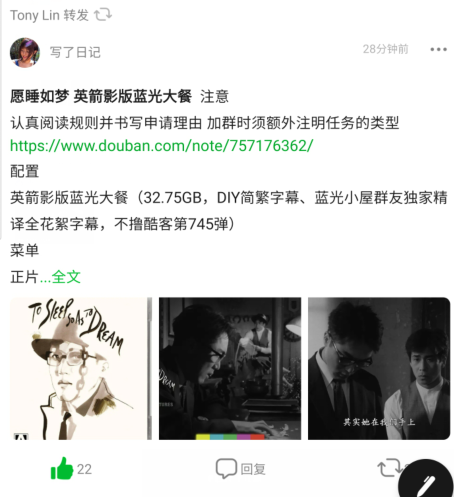 Tony Lin 转发
写了日记
28分钟前
愿睡如梦 英箭影版蓝光大餐 注意
认真阅读规则并书写申请理由 加群时须额外注明任务的类型
https://www.douban.com/note/757176362/
配置
英箭影版蓝光大餐（32.75GB，DIY简繁字幕、蓝光小屋群友独家精
译全花絮字幕，不撸酷客第745弹）
菜单
正片...全文
TO SLEEP
SO AS TO
DREAM
DREAM
其实她在我们手上
22
回复